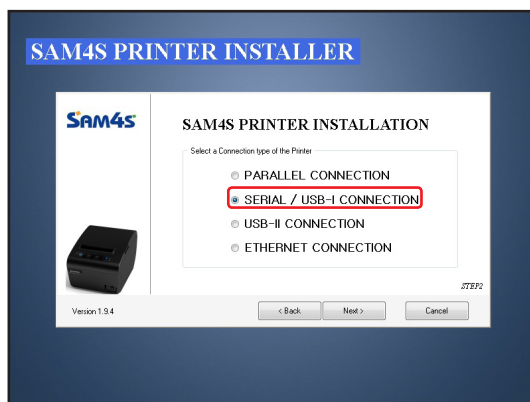 SAM4S PRINTER INSTALLER
SAM4S
SAM4S PRINTER INSTALLATION
Select a Connection type of the Printer
PARALLEL CONNECTION
SERIAL / USB-I CONNECTION
USB-II CONNECTION
ETHERNET CONNECTION
STEP2
Version 1.9.4
< Back
Next >
Cancel